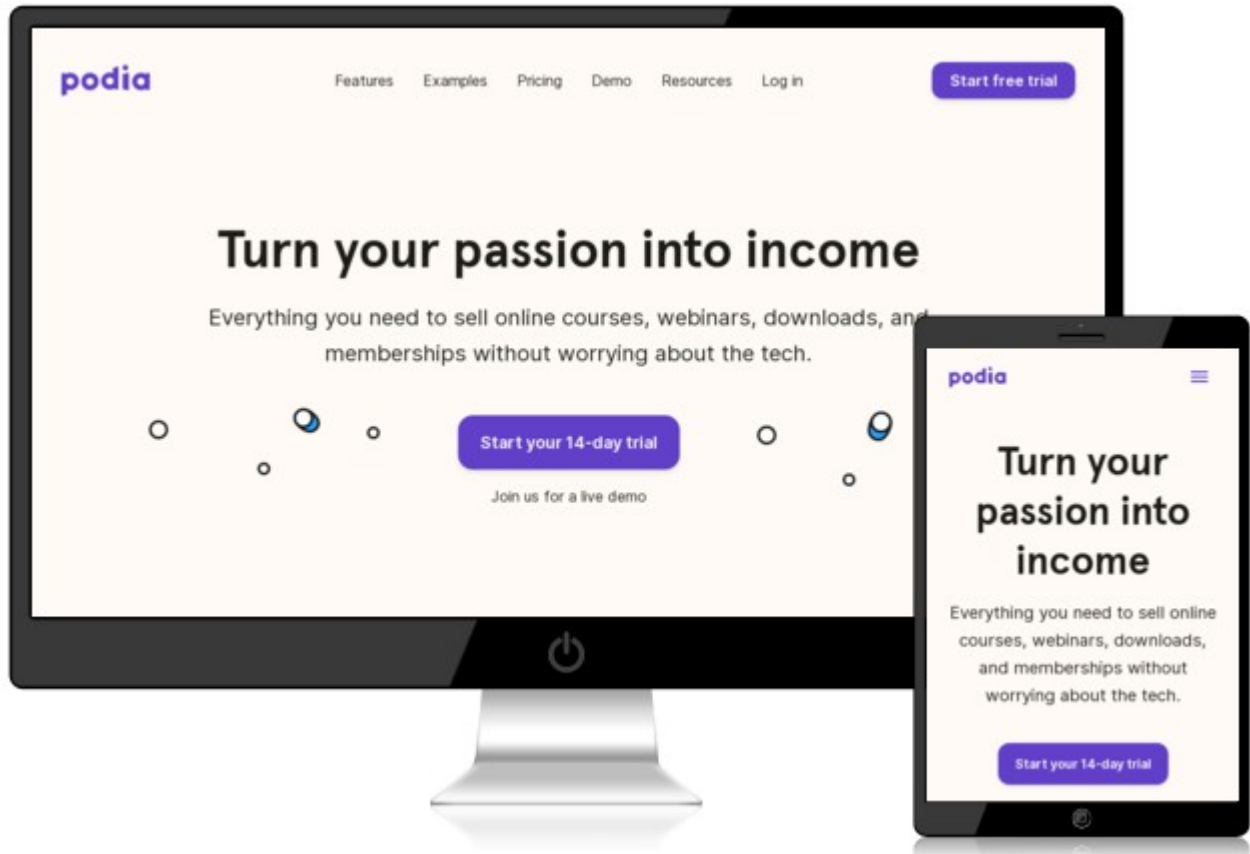 podia
Features Examples Pricing Demo Resources Log in
Start free trial
Turn your passion into income
Everything you need to sell online courses, webinars, downloads, and
memberships without worrying about the tech.
Start your 14-day trial
Join us for a live demo
podia
Turn your
passion into
income
Everything you need to sell online
courses, webinars, downloads,
and memberships without
worrying about the tech.
Start your 14-day trial